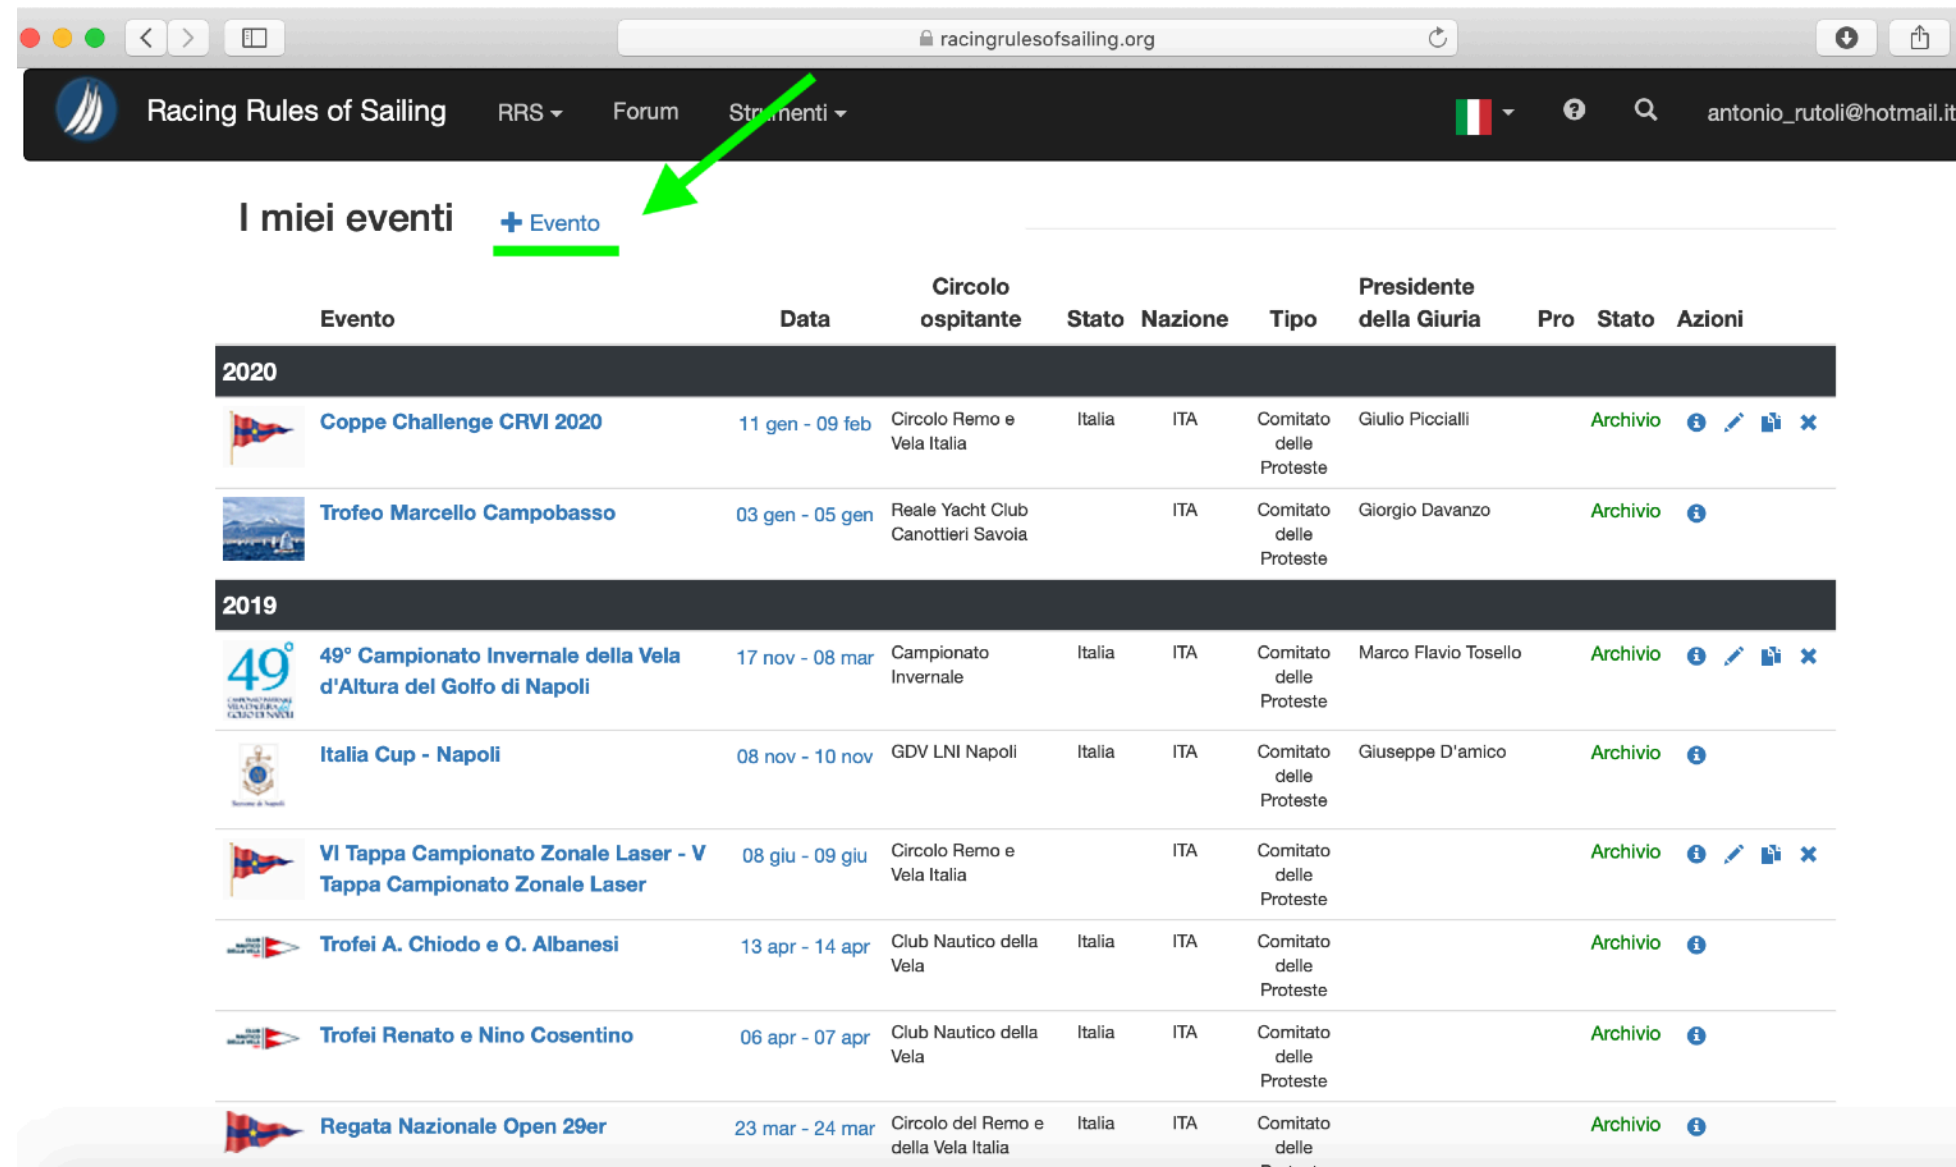 racingrulesofsailing.org
Racing Rules of Sailing RRS Forum Strumenti antonio_rutoli@hotmail.it
I miei eventi + Evento
Evento Data Circolo ospitante Stato Nazione Tipo Presidente della Giuria Pro Stato Azioni
2020
Coppe Challenge CRVI 2020 11 gen - 09 feb Circolo Remo e Italia ITA Comitato Giulio Piccialli Archivio
Vela Italia delle
Proteste
Trofeo Marcello Campobasso 03 gen - 05 gen Reale Yacht Club ITA Comitato Giorgio Davanzo Archivio
Canottieri Savoia delle
Proteste
2019
49° Campionato Invernale della Vela 17 nov - 08 mar Campionato Italia ITA Comitato Marco Flavio Tosello Archivio
d'Altura del Golfo di Napoli Invernale delle
Proteste
49°
Italia Cup - Napoli 08 nov - 10 nov GDV LNI Napoli Italia ITA Comitato Giuseppe D'amico Archivio
delle
Proteste
VI Tappa Campionato Zonale Laser - V 08 giu - 09 giu Circolo Remo e ITA Comitato Archivio
Tappa Campionato Zonale Laser Vela Italia delle
Proteste
Trofei A. Chiodo e O. Albanesi 13 apr - 14 apr Club Nautico della Italia ITA Comitato Archivio
Vela delle
Proteste
Trofei Renato e Nino Cosentino 06 apr - 07 apr Club Nautico della Italia ITA Comitato Archivio
Vela delle
Proteste
Regata Nazionale Open 29er 23 mar - 24 mar Circolo del Remo e Italia ITA Comitato Archivio
della Vela Italia delle